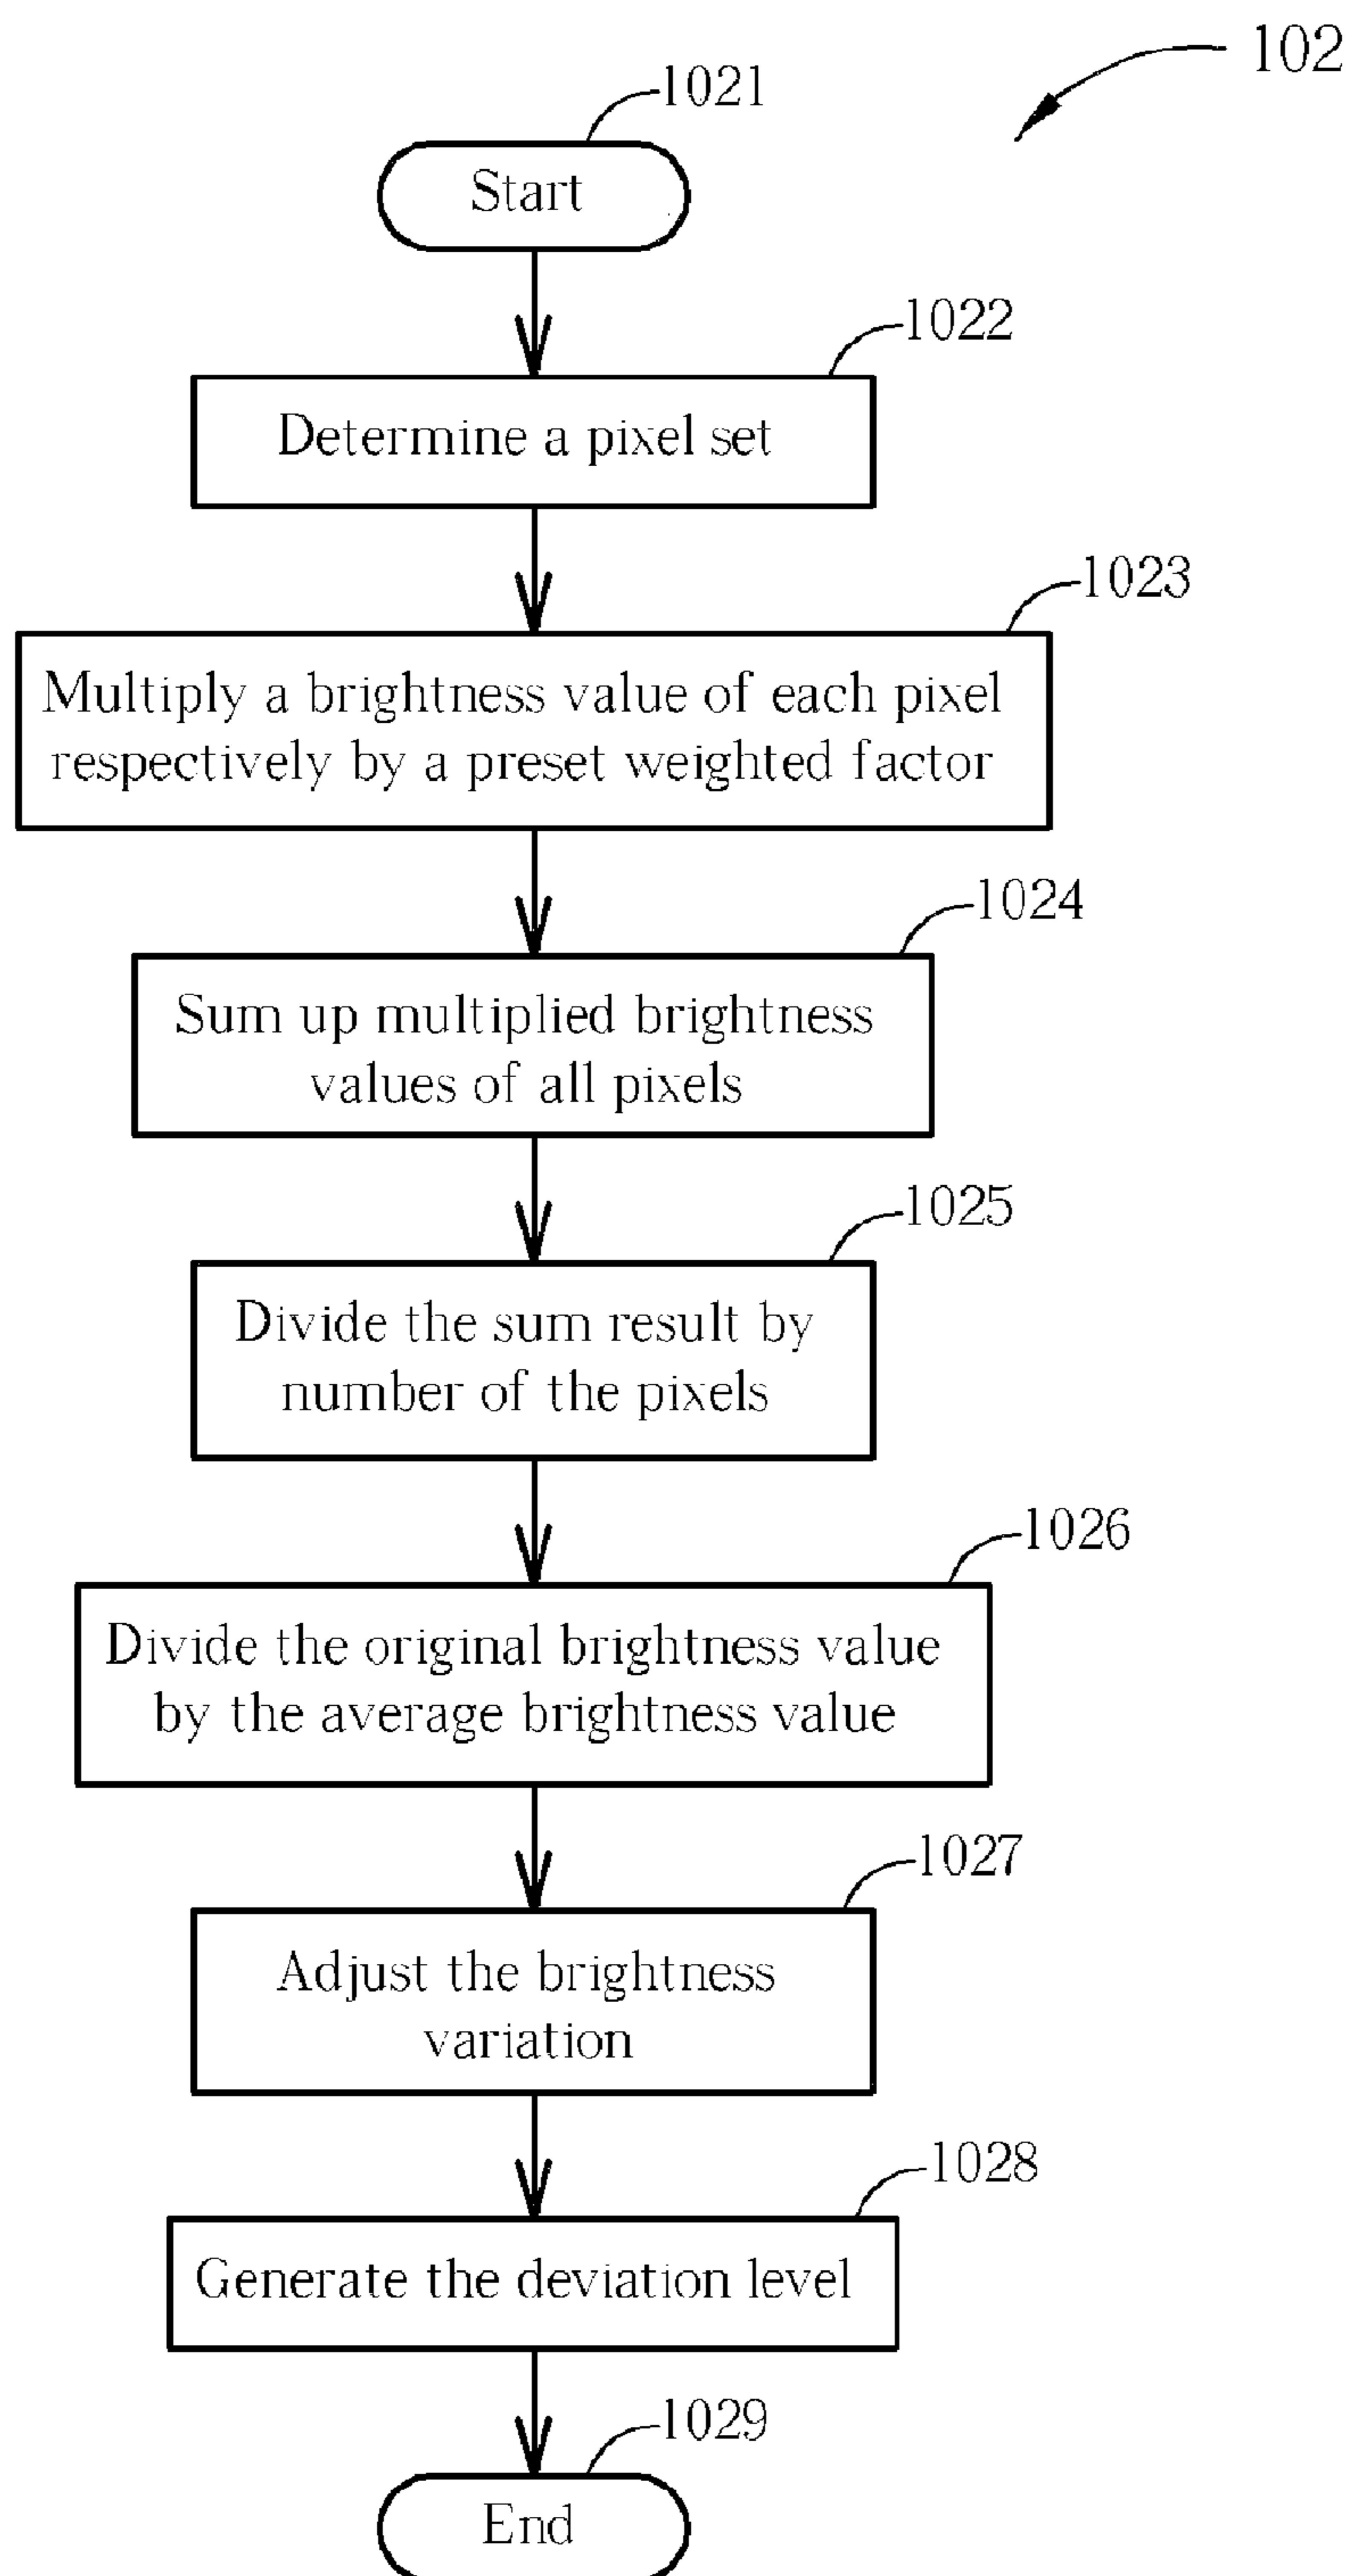 102
1021
Start
1022
Determine a pixel set
1023
Multiply a brightness value of each pixel
respectively by a preset weighted factor
1024
Sum up multiplied brightness
values of all pixels
1025
Divide the sum result by
number of the pixels
1026
Divide the original brightness value
by the average brightness value
1027
Adjust the brightness
variation
1028
Generate the deviation level
1029
End